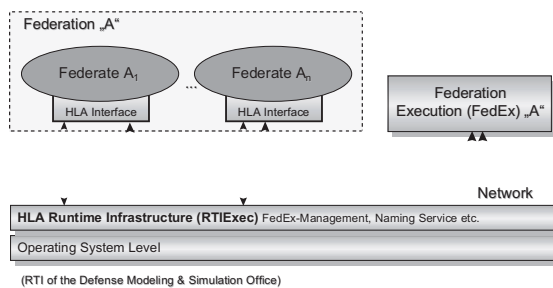 Federation „A“
Federate A1
...
Federate An
HLA Interface
HLA Interface
Federation
Execution (FedEx) „A“
Network
HLA Runtime Infrastructure (RTIExec) FedEx-Management, Naming Service etc.
Operating System Level
(RTI of the Defense Modeling & Simulation Office)